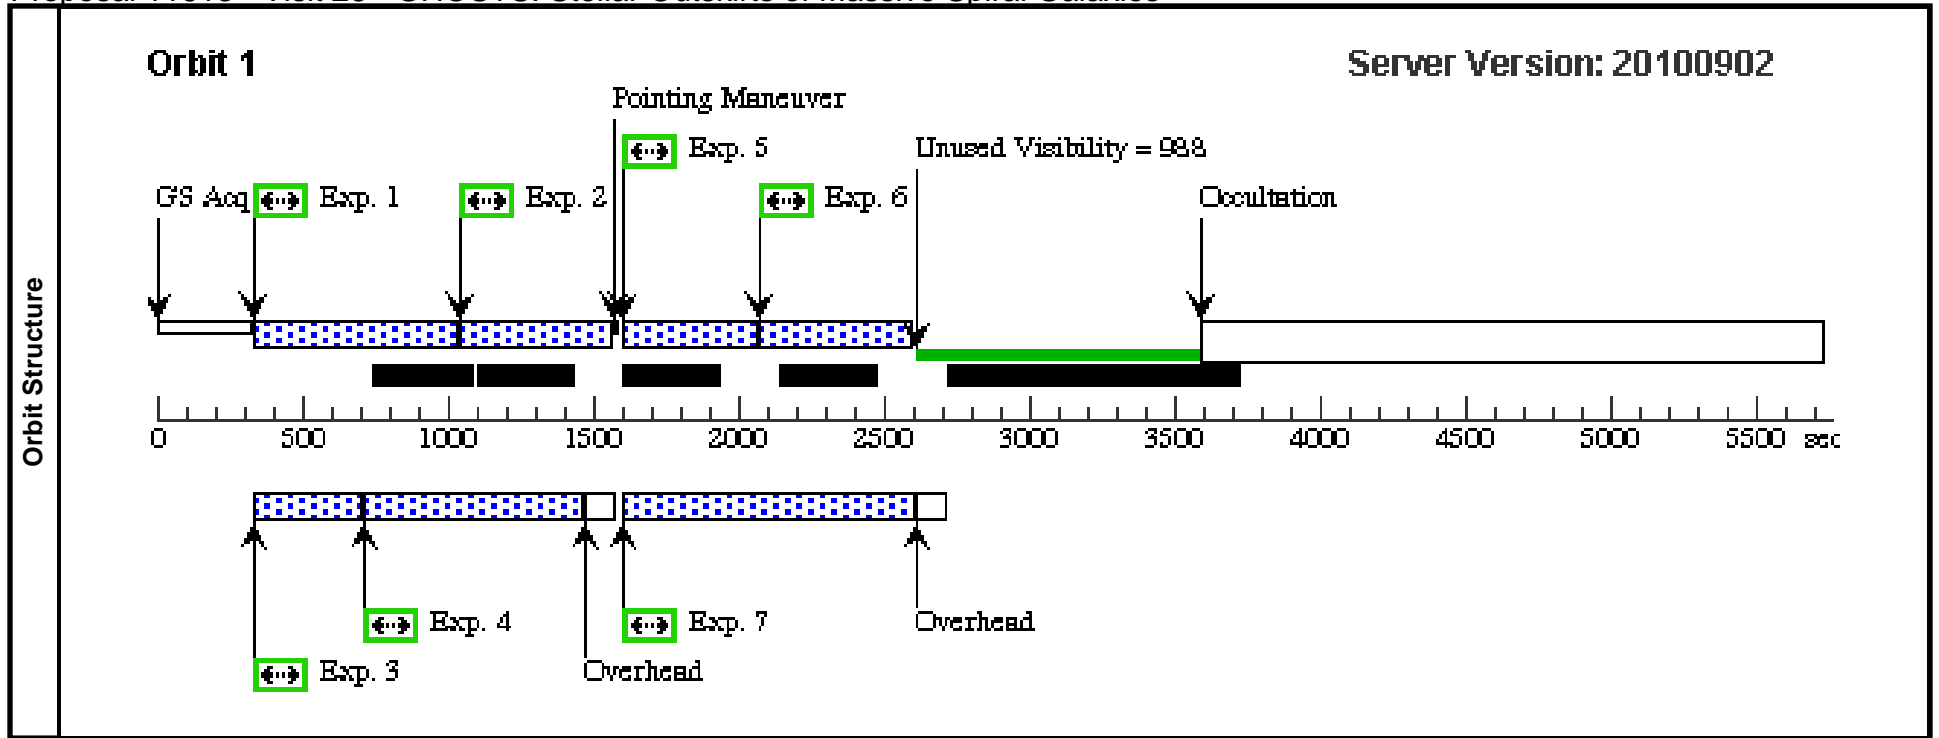 Orbit Structure
Orbit 1
Server Version: 20100902
Pointing Maneuver
Exp. 5
Unused Visibility = 988
GS Acq
Exp. 1
Exp. 2
Exp. 6
Occultation
0 500 1000 1500 2000 2500 3000 3500 4000 4500 5000 5500 sec
Exp. 4
Exp. 7
Overhead
Exp. 3
Overhead